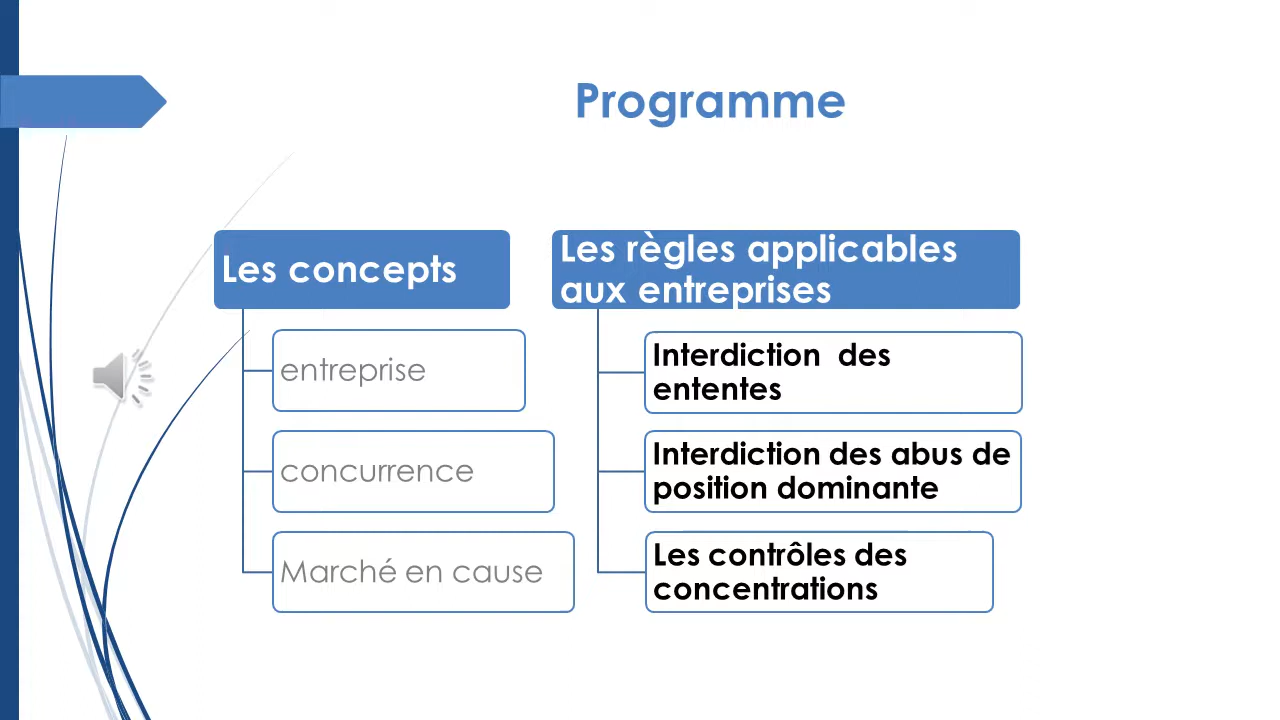 Programme
Les concepts
entreprise
concurrence
Marché en cause
Les règles applicables
aux entreprises
Interdiction  des
ententes
Interdiction des abus de
position dominante
Les contrôles des
concentrations